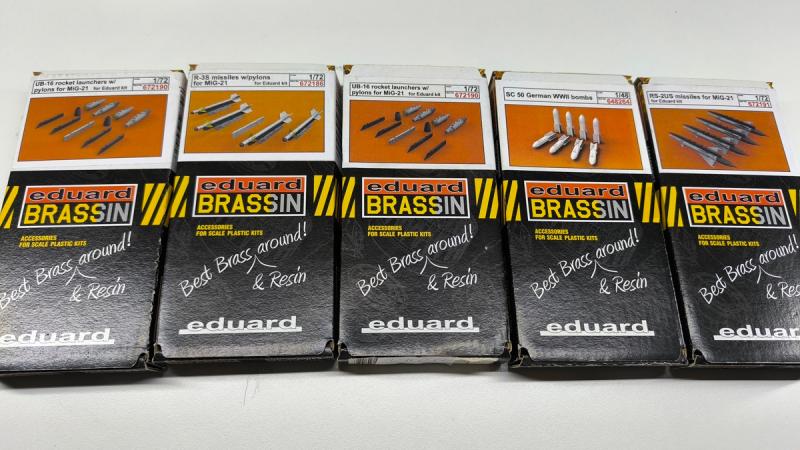 UB-16 rocket launchers w/
pylons for MiG-21 for Eduard kit
1/72
672190
eduard
BRASSIN
ACCESSORIES
FOR SCALE PLASTIC KITS
Best Brass around!
& Resin
eduard
R-3S missiles w/pylons
for MiG-21 for Eduard kit
1/72
672188
eduard
BRASSIN
ACCESSORIES
FOR SCALE PLASTIC KITS
Best Brass around!
& Resin
eduard
UB-16 rocket launchers w/
pylons for MiG-21 for Eduard kit
1/72
672190
eduard
BRASSIN
ACCESSORIES
FOR SCALE PLASTIC KITS
Best Brass around!
& Resin
eduard
SC 50 German WWII bombs
1/48
648264
eduard
BRASSIN
ACCESSORIES
FOR SCALE PLASTIC KITS
Best Brass around!
& Resin
eduard
RS-2US missiles for MiG-21
for Eduard kit
1/72
672191
eduard
BRASSIN
ACCESSORIES
FOR SCALE PLASTIC KITS
Best Brass around!
& Resin
eduard